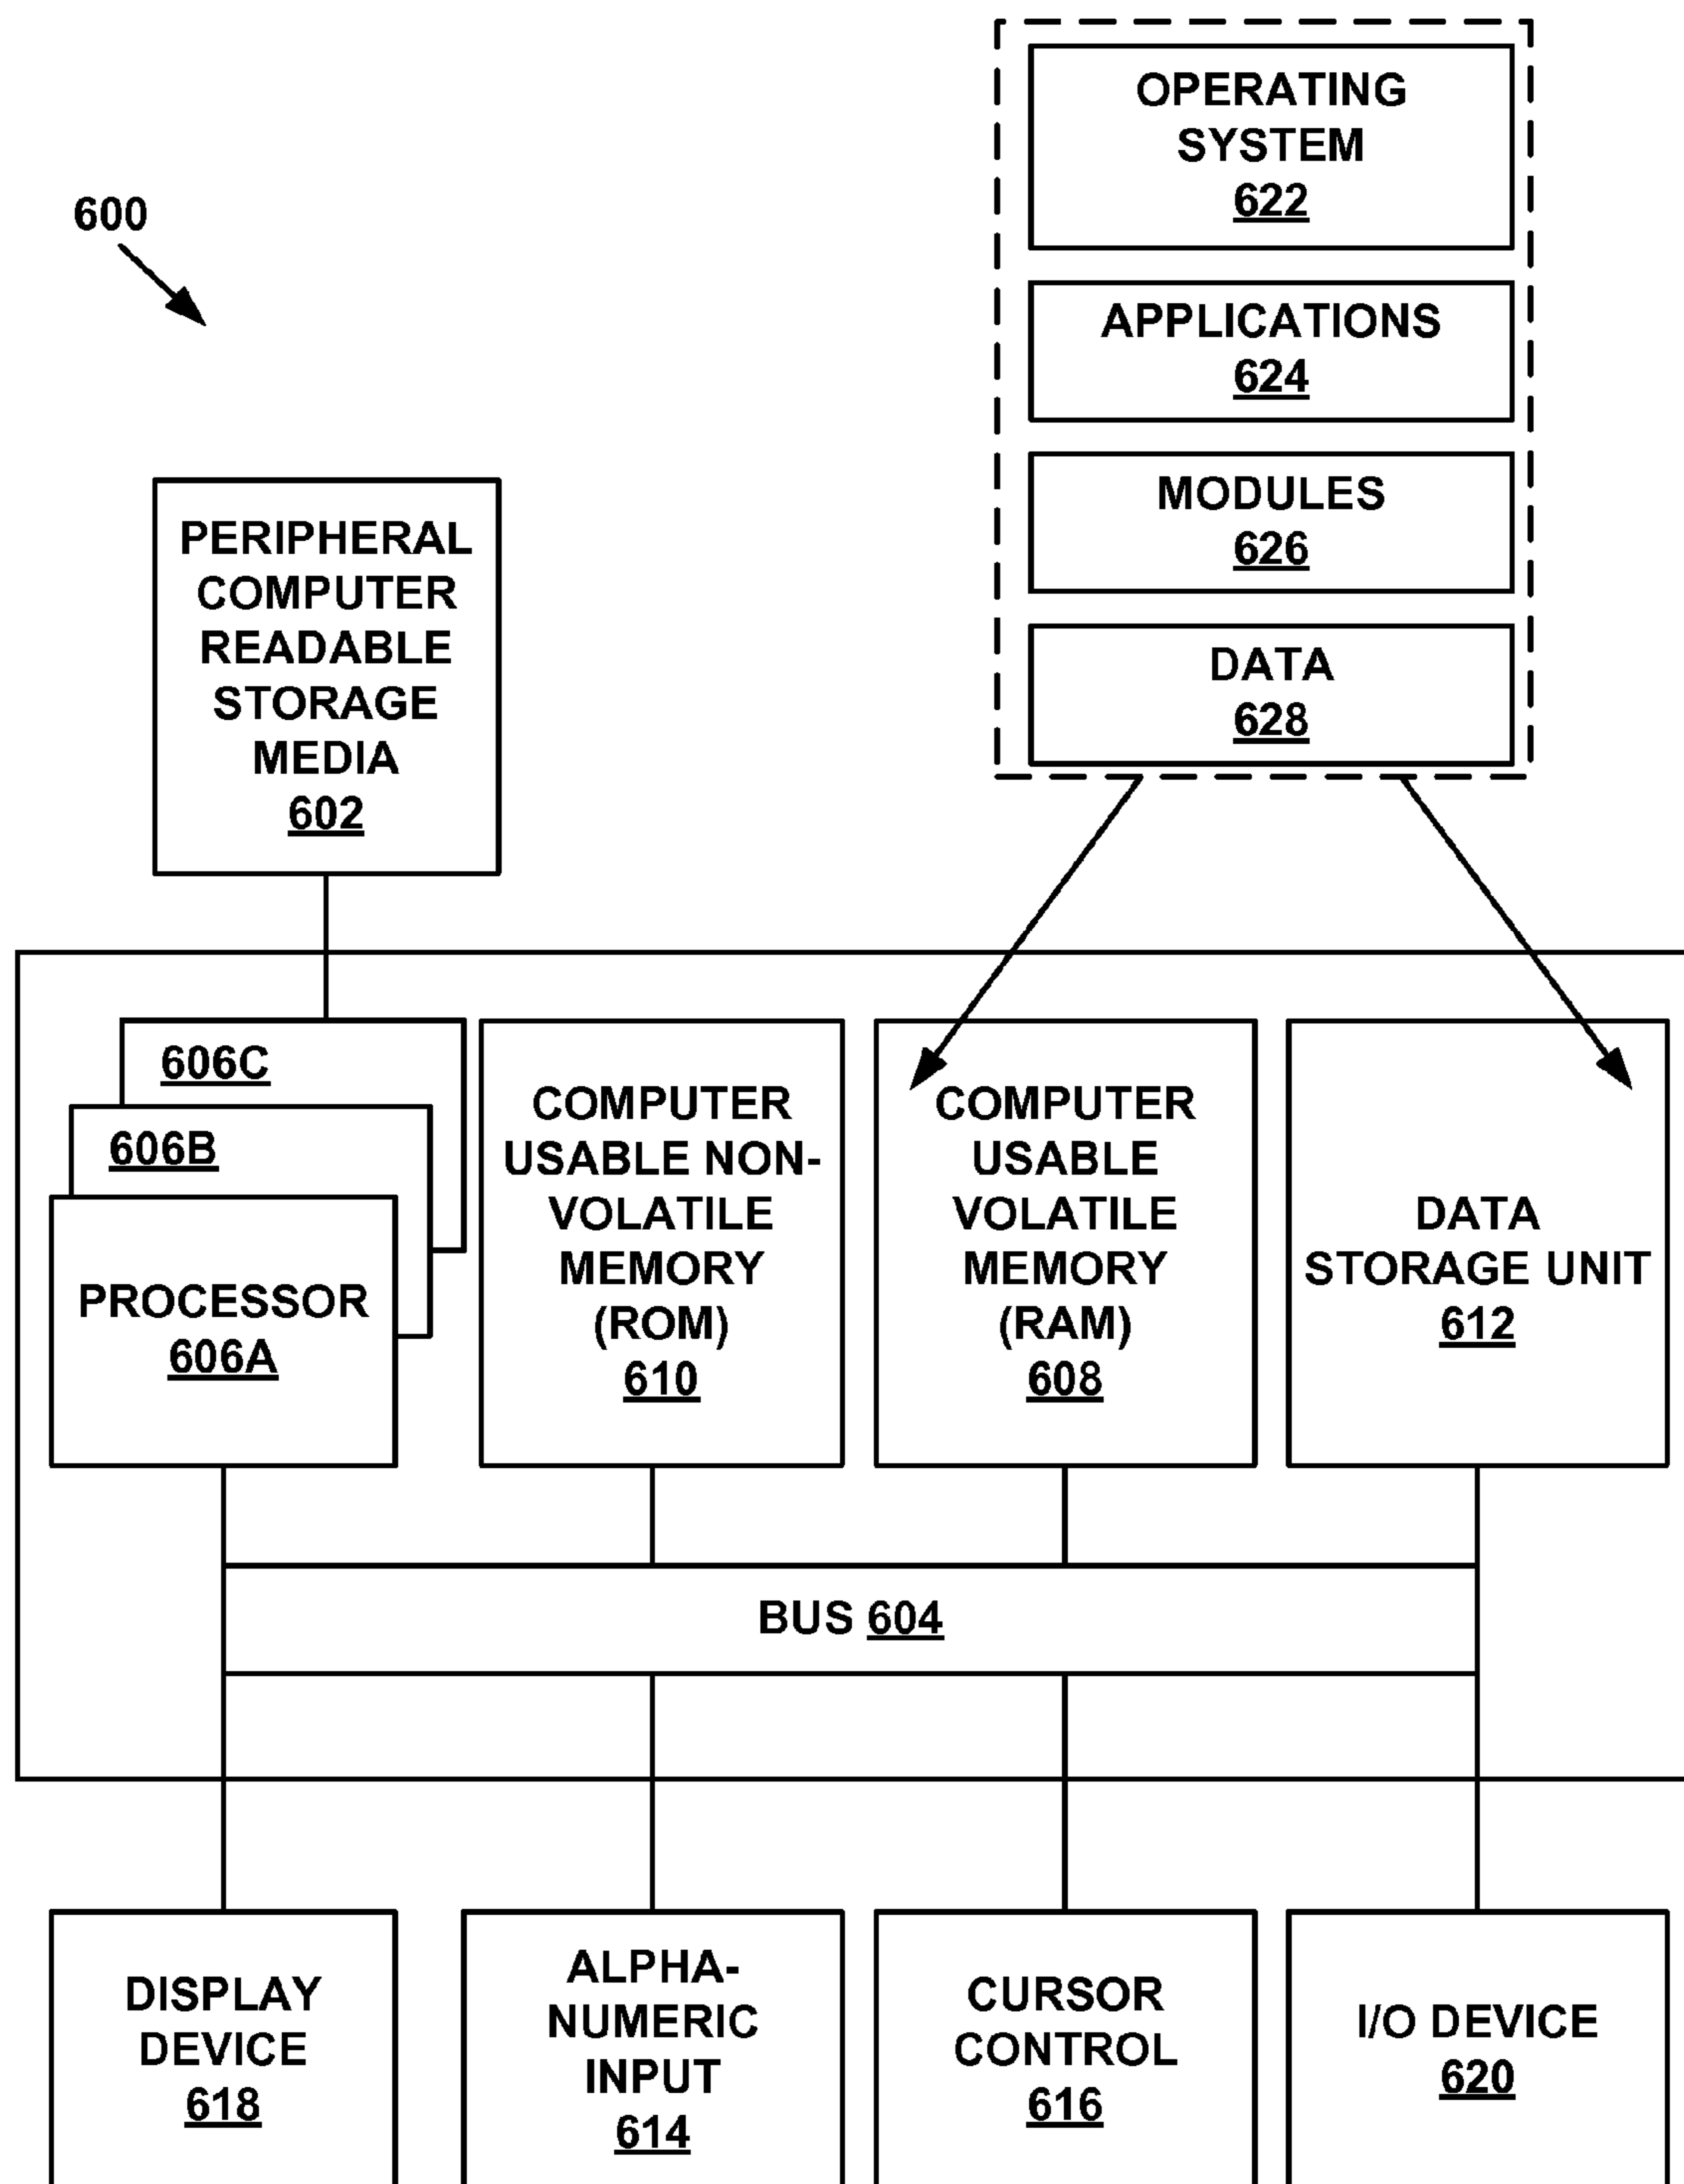 OPERATING
SYSTEM
622
600
APPLICATIONS
624
MODULES
626
PERIPHERAL
COMPUTER
READABLE
STORAGE
MEDIA
602
DATA
628
606C
606B
PROCESSOR
606A
COMPUTER
USABLE NON-
VOLATILE
MEMORY
(ROM)
610
COMPUTER
USABLE
VOLATILE
MEMORY
(RAM)
608
DATA
STORAGE UNIT
612
BUS 604
DISPLAY
DEVICE
618
ALPHA-
NUMERIC
INPUT
614
CURSOR
CONTROL
616
I/O DEVICE
620